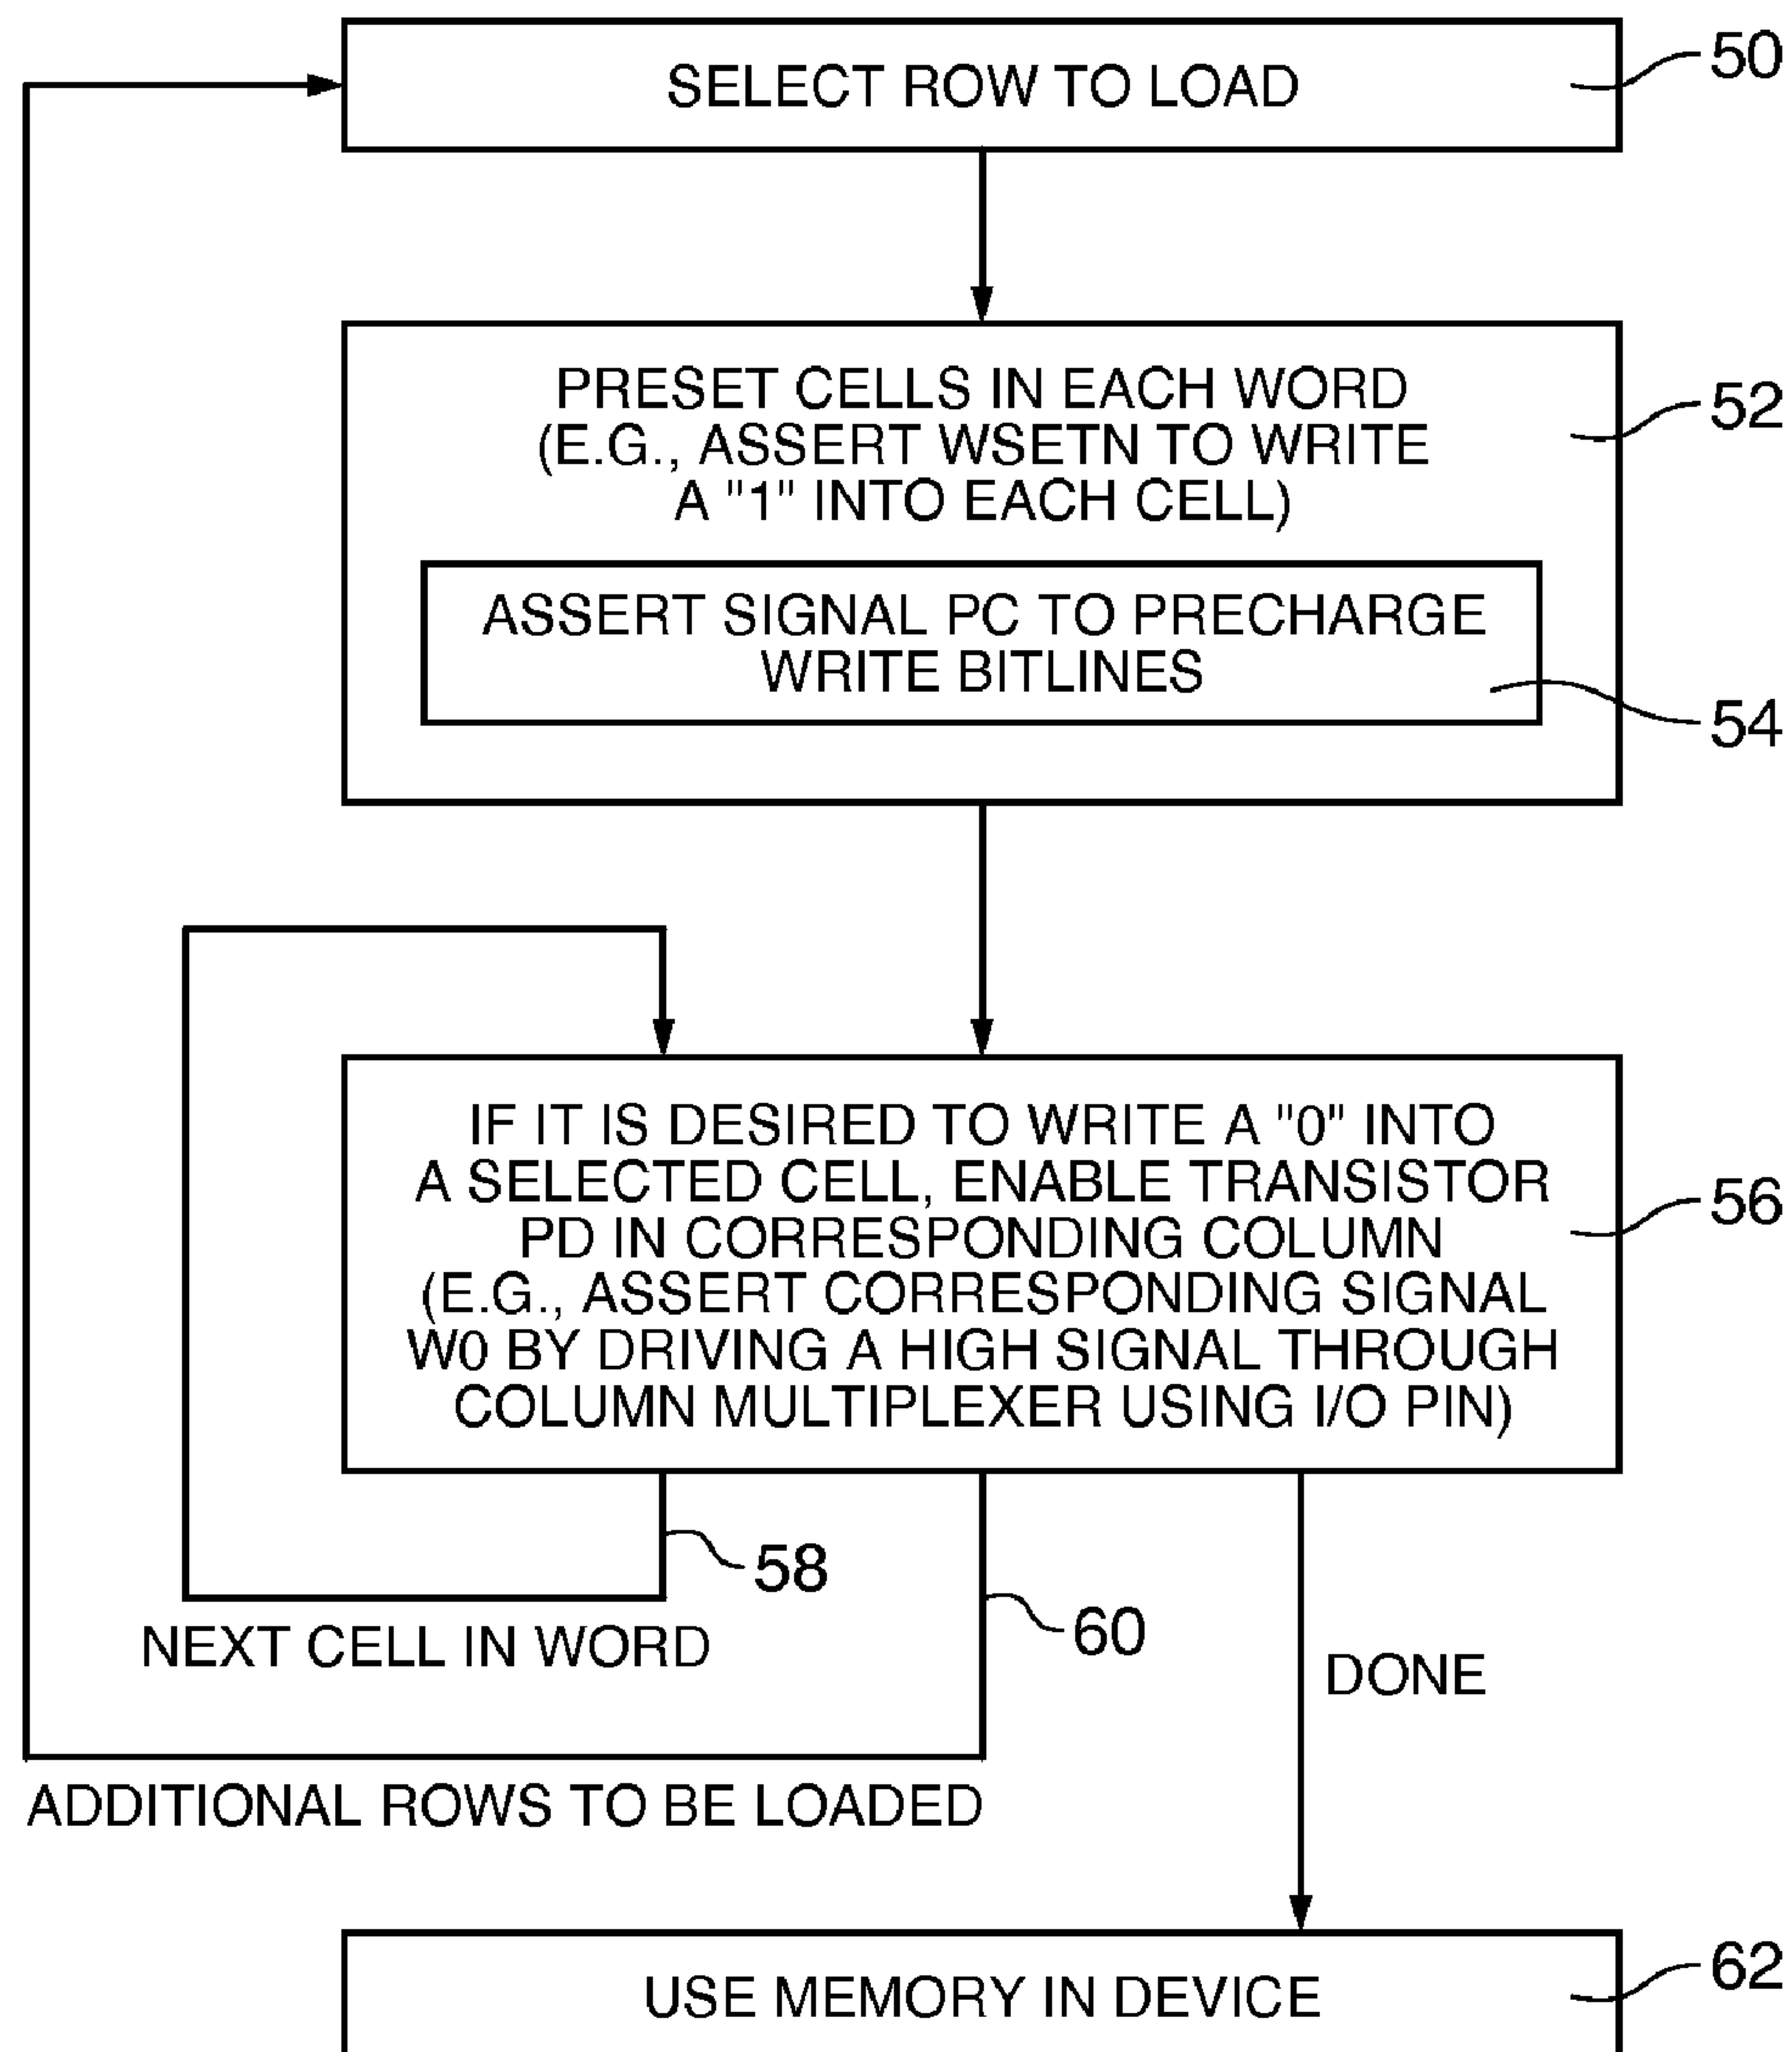 SELECT ROW TO LOAD
50
PRESET CELLS IN EACH WORD
(E.G., ASSERT WSETN TO WRITE
A "1" INTO EACH CELL)
52
ASSERT SIGNAL PC TO PRECHARGE
WRITE BITLINES
54
IF IT IS DESIRED TO WRITE A "0" INTO
A SELECTED CELL, ENABLE TRANSISTOR
PD IN CORRESPONDING COLUMN
(E.G., ASSERT CORRESPONDING SIGNAL
W0 BY DRIVING A HIGH SIGNAL THROUGH
COLUMN MULTIPLEXER USING I/O PIN)
56
58
NEXT CELL IN WORD
60
DONE
ADDITIONAL ROWS TO BE LOADED
USE MEMORY IN DEVICE
62